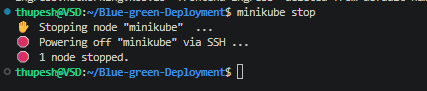 thupesh@VSD:~/Blue-green-Deployment$ minikube stop
Stopping node "minikube" ...
Powering off "minikube" via SSH ...
1 node stopped.
thupesh@VSD:~/Blue-green-Deployment$